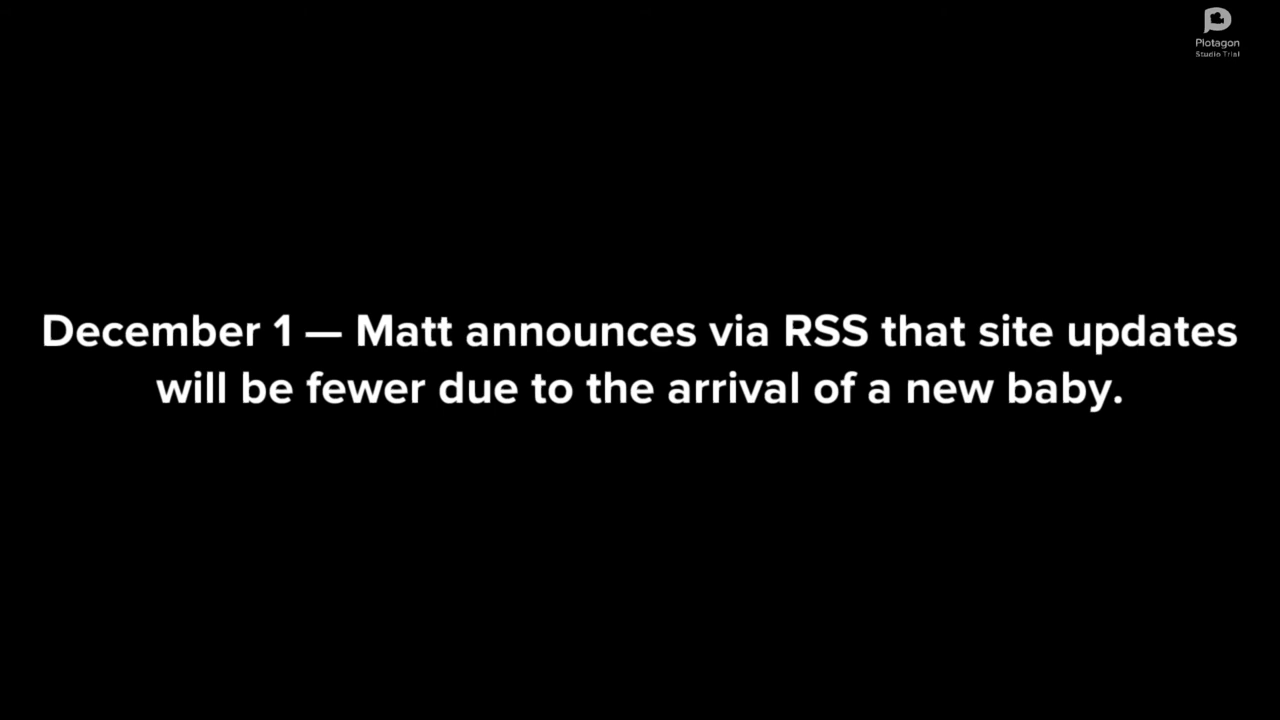 Plotagon
Studio Trial
December 1 — Matt announces via RSS that site updates
will be fewer due to the arrival of a new baby.